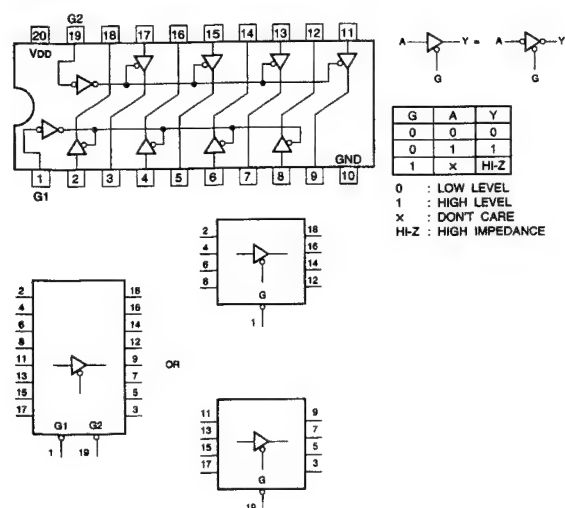 G2
20 19 18 17 16 15 14 13 12 11
VDD
GND
1 2 3 4 5 6 7 8 9 10
G1
A Y = A Y
G G
G A Y
0 0 0
0 1 1
1 × HI-Z
0 : LOW LEVEL
1 : HIGH LEVEL
× : DON'T CARE
HI-Z : HIGH IMPEDANCE
2 18
4 16
6 14
8 12
G
1
2 18
4 16
6 14
8 12
11 9
13 7
15 5
17 3
G1 G2
1 19
OR
11 9
13 7
15 5
17 3
G
19